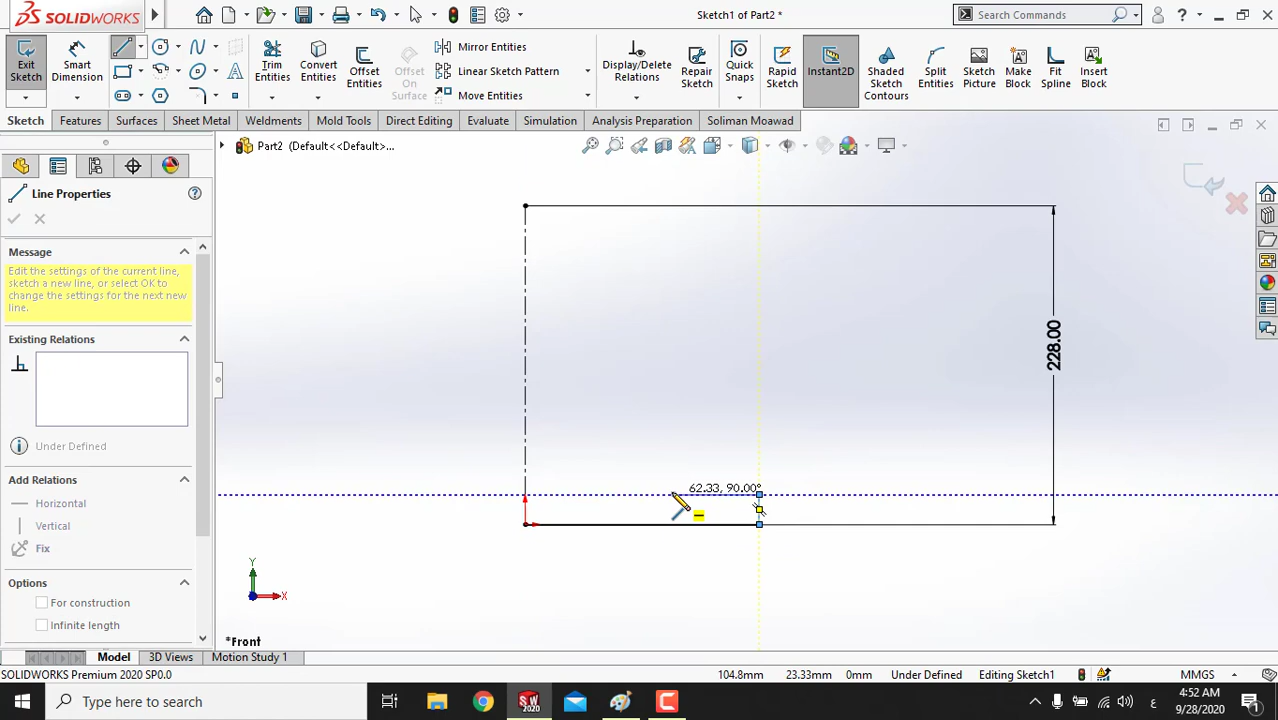 SOLIDWORKS
Sketch1 of Part2 *
Search Commands
Exit Sketch
Smart Dimension
Trim Entities
Convert Entities
Offset Entities
Offset On Surface
Mirror Entities
Linear Sketch Pattern
Move Entities
Display/Delete Relations
Repair Sketch
Quick Snaps
Rapid Sketch
Instant2D
Shaded Sketch Contours
Split Entities
Sketch Picture
Make Block
Fit Spline
Insert Block
Sketch Features Surfaces Sheet Metal Weldments Mold Tools Direct Editing Evaluate Simulation Analysis Preparation Soliman Moawad
Part2 (Default<<Default>...
Line Properties
Message
Edit the settings of the current line,
sketch a new line, or select OK to
change the settings for the next new
line.
Existing Relations
Under Defined
Add Relations
Horizontal
Vertical
Fix
Options
For construction
Infinite length
228.00
62.33, 90.00°
Y
X
*Front
Model 3D Views Motion Study 1
SOLIDWORKS Premium 2020 SP0.0
104.8mm 23.33mm 0mm Under Defined Editing Sketch1 MMGS
Type here to search
ع
4:52 AM
9/28/2020